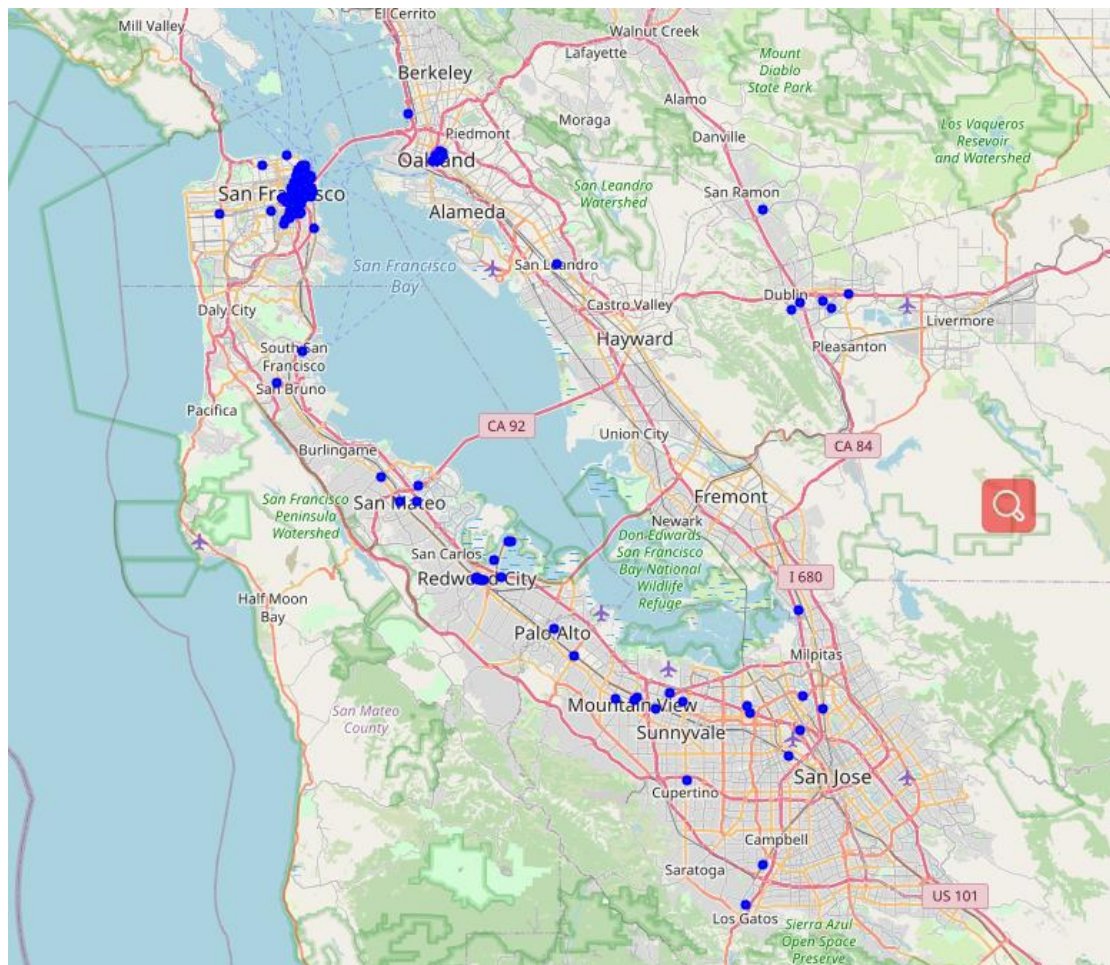 El Cerrito
Mill Valley
Walnut Creek
Lafayette
Berkeley
Mount
Diablo
State Park
Alamo
Moraga
Piedmont
Danville
Los Vaqueros
Resevoir
and Watershed
Oakland
San Francisco
San Leandro
Watershed
San Ramon
Alameda
San Francisco
Bay
San Leandro
Castro Valley
Dublin
Daly City
Livermore
Hayward
Pleasanton
South San
Francisco
San Bruno
Pacifica
CA 92
Union City
CA 84
Burlingame
San Francisco
Peninsula
Watershed
San Mateo
Fremont
Newark
Don Edwards
San Francisco
Bay National
Wildlife
Refuge
San Carlos
Redwood City
I 680
Half Moon
Bay
Palo Alto
Milpitas
San Mateo
County
Mountain View
Sunnyvale
San Jose
Cupertino
Campbell
Saratoga
US 101
Los Gatos
Sierra Azul
Open Space
Preserve